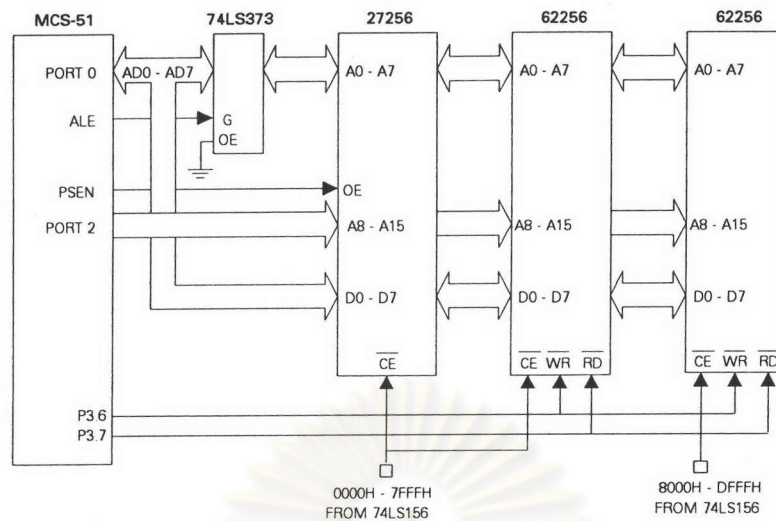 MCS-51 74LS373 27256 62256 62256
PORT 0 AD0 - AD7 A0 - A7 A0 - A7 A0 - A7
ALE G
OE
PSEN OE
PORT 2 A8 - A15 A8 - A15 A8 - A15
D0 - D7 D0 - D7 D0 - D7
CE CE WR RD CE WR RD
P3.6
P3.7
0000H - 7FFFH 8000H - DFFFH
FROM 74LS156 FROM 74LS156